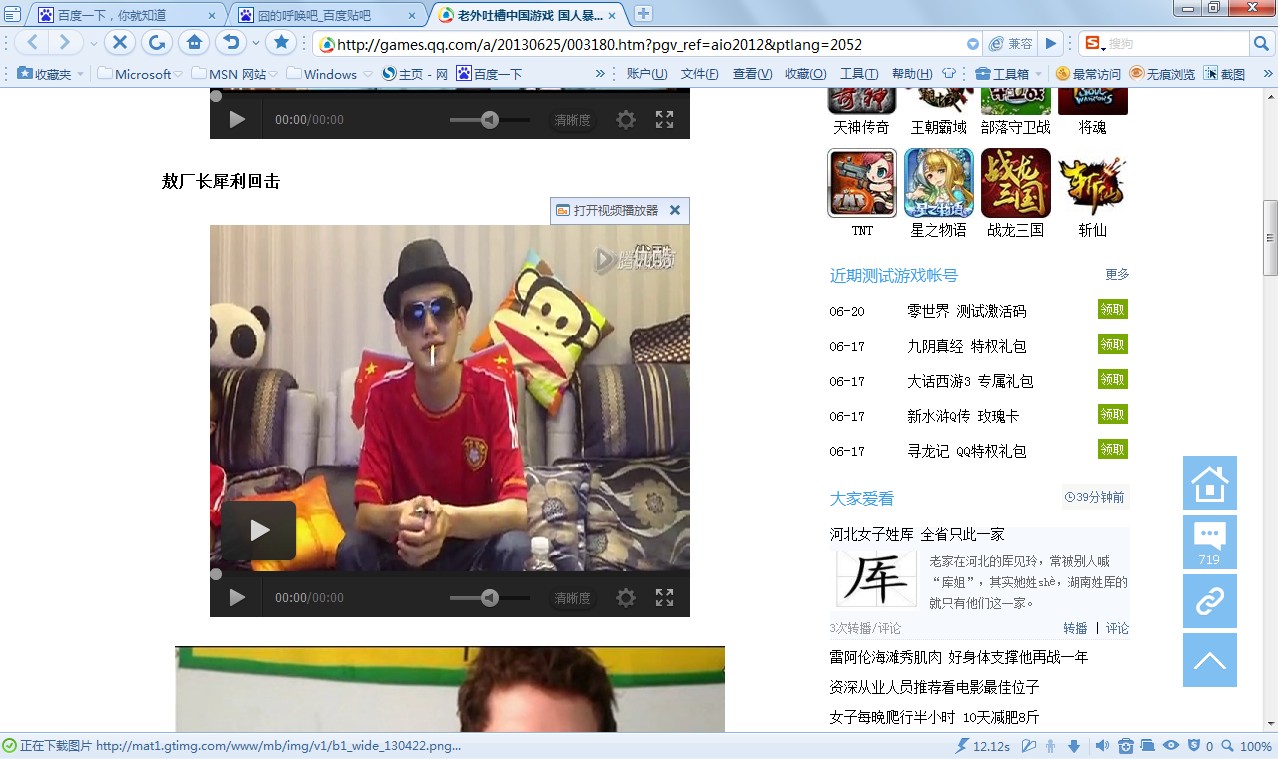 百度一下，你就知道
囧的呼唤吧_百度贴吧
老外吐槽中国游戏 国人暴...
http://games.qq.com/a/20130625/003180.htm?pgv_ref=aio2012&ptlang=2052
兼容
搜狗
收藏夹
Microsoft
MSN 网站
Windows
主页 - 网
百度一下
»
账户(U)
文件(F)
查看(V)
收藏(O)
工具(T)
帮助(H)
工具箱
最常访问
无痕浏览
截图
»
00:00/00:00
清晰度
敖厂长犀利回击
打开视频播放器
优酷
00:00/00:00
清晰度
天神传奇
王朝霸域
部落守卫战
将魂
TNT
星之物语
战龙三国
斩仙
近期测试游戏帐号
更多
06-20 零世界 测试激活码 领取
06-17 九阴真经 特权礼包 领取
06-17 大话西游3 专属礼包 领取
06-17 新水浒Q传 玫瑰卡 领取
06-17 寻龙记 QQ特权礼包 领取
大家爱看
39分钟前
河北女子姓厍 全省只此一家
厍
老家在河北的厍贝玲，常被别人喊
“库姐”，其实她姓shè，湖南姓厍的
就只有他们这一家。
3次转播/评论
转播 | 评论
雷阿伦海滩秀肌肉 好身体支撑他再战一年
资深从业人员推荐看电影最佳位子
女子每晚爬行半小时 10天减肥8斤
719
正在下载图片 http://mat1.gtimg.com/www/mb/img/v1/b1_wide_130422.png...
12.12s
0
100%